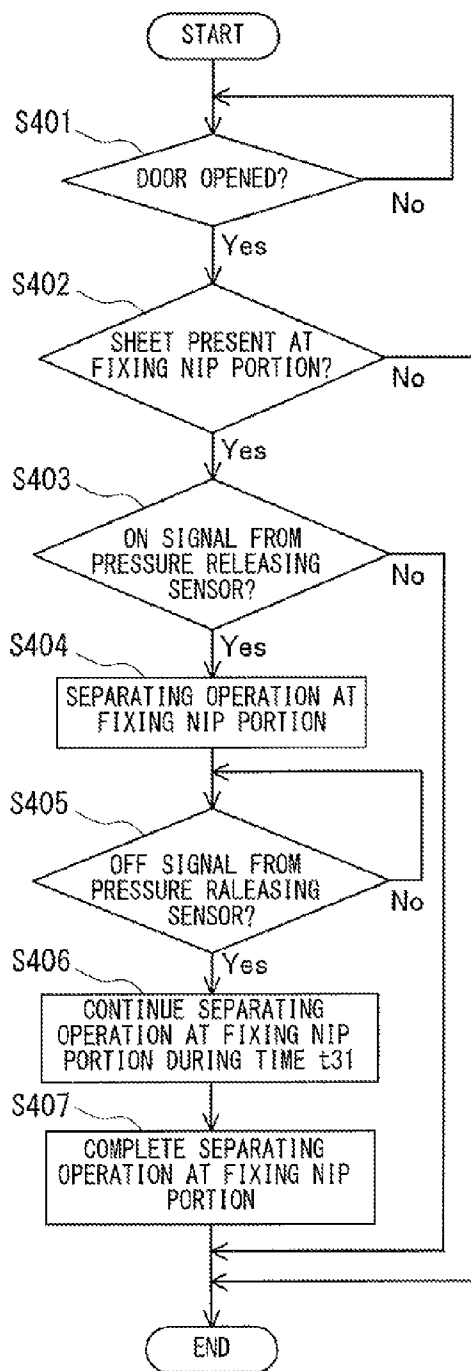 START
S401
DOOR OPENED?
No
Yes
S402
SHEET PRESENT AT
FIXING NIP PORTION?
No
Yes
S403
ON SIGNAL FROM
PRESSURE RELEASING
SENSOR?
No
Yes
S404
SEPARATING OPERATION AT
FIXING NIP PORTION
S405
OFF SIGNAL FROM
PRESSURE RALEASING
SENSOR?
No
Yes
S406
CONTINUE SEPARATING
OPERATION AT FIXING NIP
PORTION DURING TIME t31
S407
COMPLETE SEPARATING
OPERATION AT FIXING NIP
PORTION
END